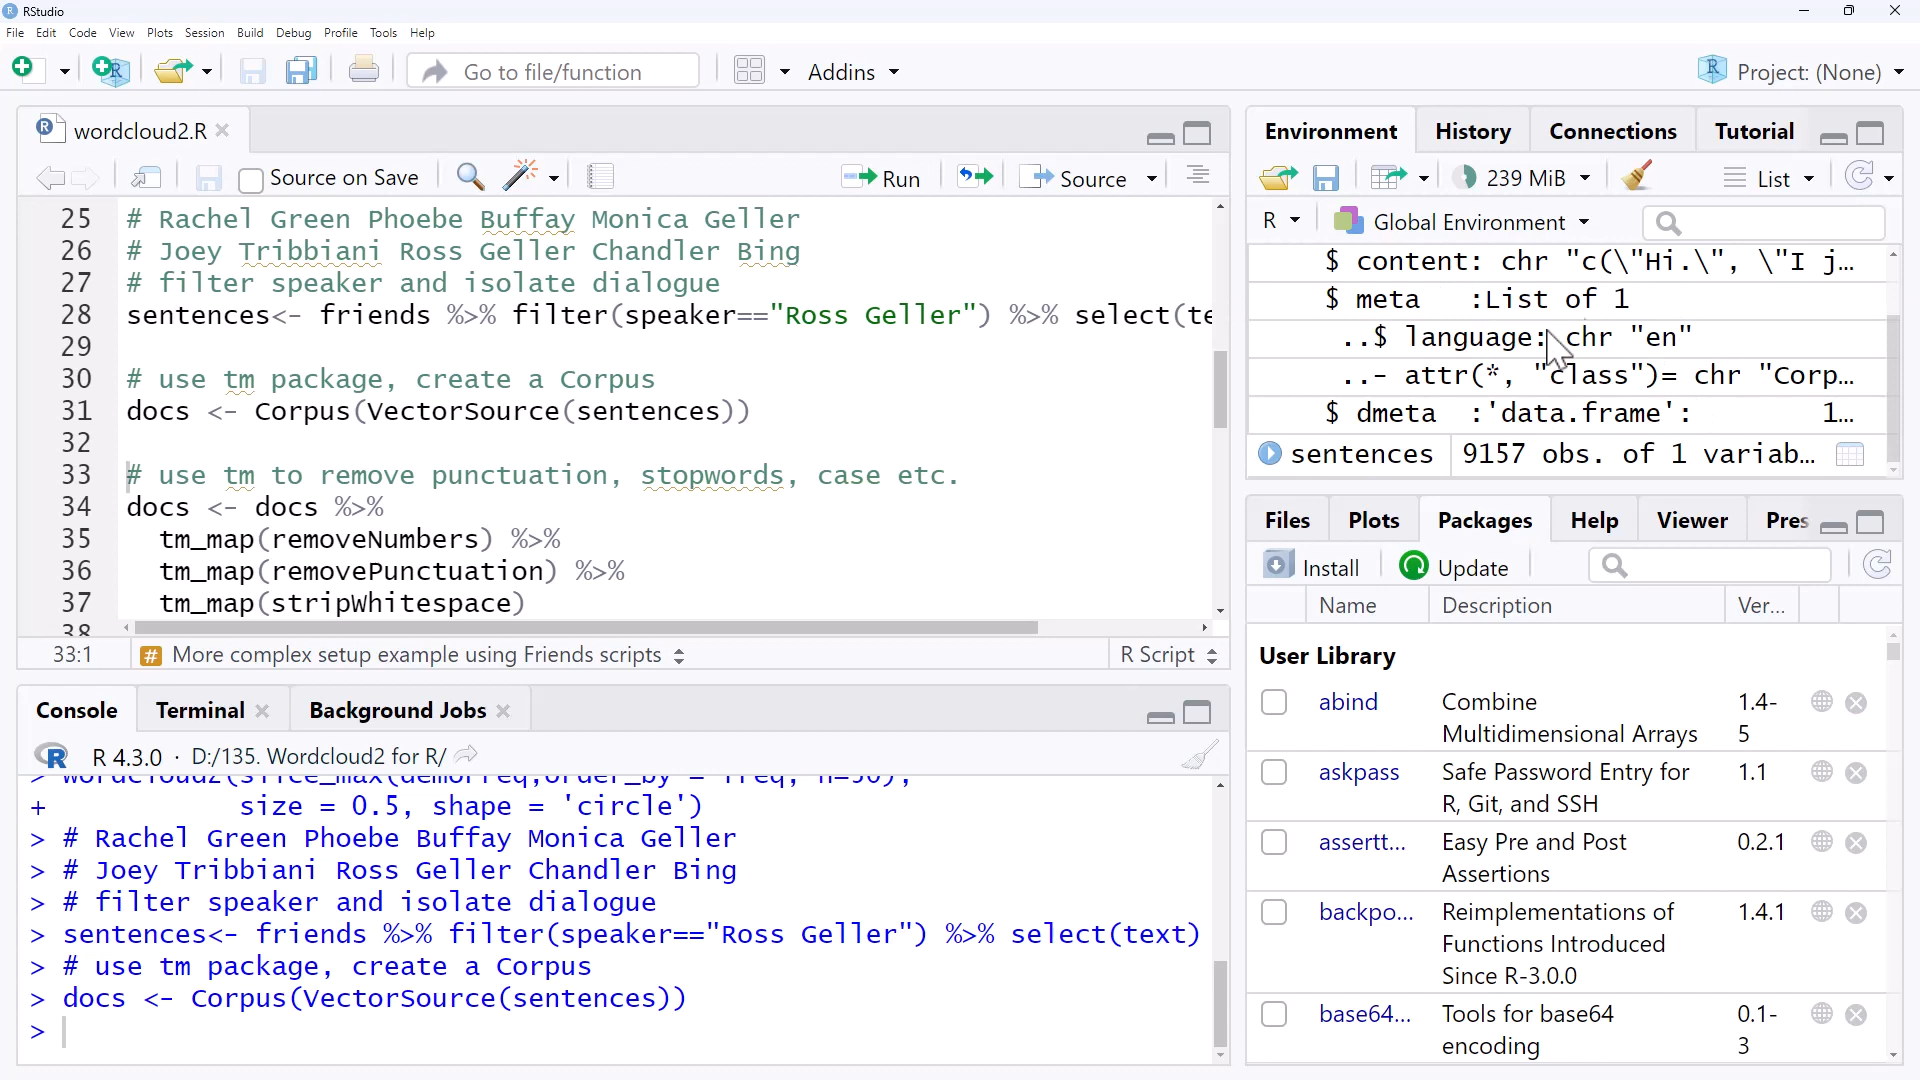 RStudio
File Edit Code View Plots Session Build Debug Profile Tools Help
Go to file/function
Addins
Project: (None)
wordcloud2.R
Source on Save
Run
Source
25 # Rachel Green Phoebe Buffay Monica Geller
26 # Joey Tribbiani Ross Geller Chandler Bing
27 # filter speaker and isolate dialogue
28 sentences<- friends %>% filter(speaker=="Ross Geller") %>% select(te
29
30 # use tm package, create a Corpus
31 docs <- Corpus(VectorSource(sentences))
32
33 # use tm to remove punctuation, stopwords, case etc.
34 docs <- docs %>%
35 tm_map(removeNumbers) %>%
36 tm_map(removePunctuation) %>%
37 tm_map(stripWhitespace)
38
33:1 # More complex setup example using Friends scripts R Script
Console Terminal Background Jobs
R 4.3.0 · D:/135. Wordcloud2 for R/
> wordcloud2(slice_max(demoFreq,order_by = freq, n=50),
+ size = 0.5, shape = 'circle')
> # Rachel Green Phoebe Buffay Monica Geller
> # Joey Tribbiani Ross Geller Chandler Bing
> # filter speaker and isolate dialogue
> sentences<- friends %>% filter(speaker=="Ross Geller") %>% select(text)
> # use tm package, create a Corpus
> docs <- Corpus(VectorSource(sentences))
>
Environment History Connections Tutorial
239 MiB
List
R Global Environment
$ content: chr "c(\"Hi.\", \"I j...
$ meta :List of 1
..$ language: chr "en"
..- attr(*, "class")= chr "Corp...
$ dmeta :'data.frame': 1...
sentences 9157 obs. of 1 variab...
Files Plots Packages Help Viewer Pres
Install Update
Name Description Ver...
User Library
abind Combine 1.4-
Multidimensional Arrays 5
askpass Safe Password Entry for 1.1
R, Git, and SSH
assertt... Easy Pre and Post 0.2.1
Assertions
backpo... Reimplementations of 1.4.1
Functions Introduced
Since R-3.0.0
base64... Tools for base64 0.1-
encoding 3